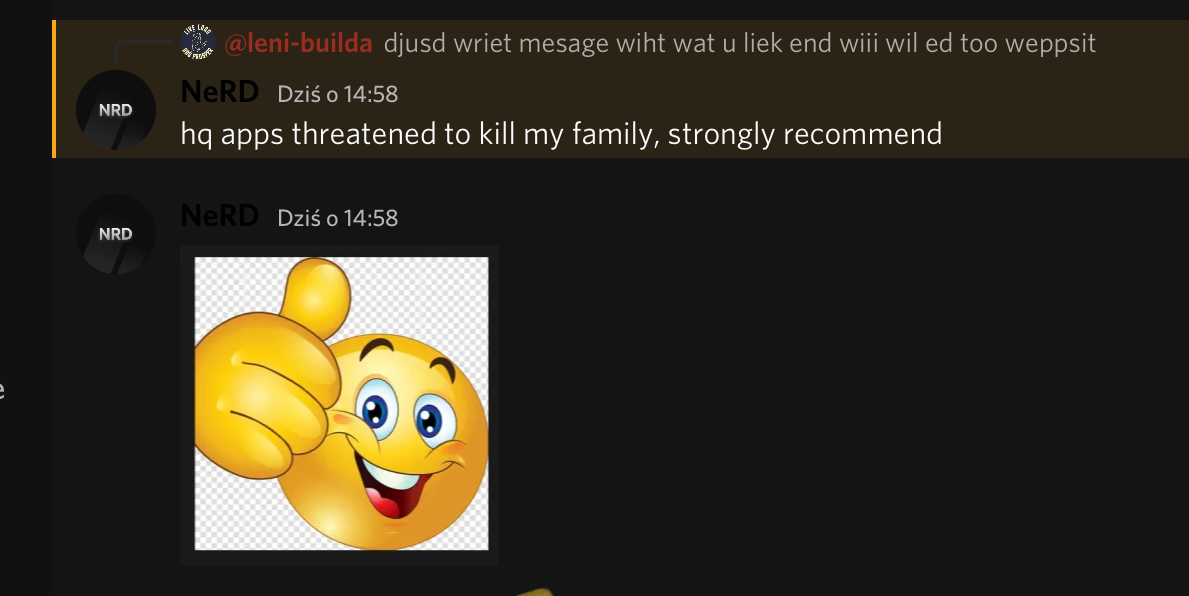 @leni-builda djusd wriet mesage wiht wat u liek end wiii wil ed too weppsit
NRD
NeRD Dziś o 14:58
hq apps threatened to kill my family, strongly recommend
NRD
NeRD Dziś o 14:58
e